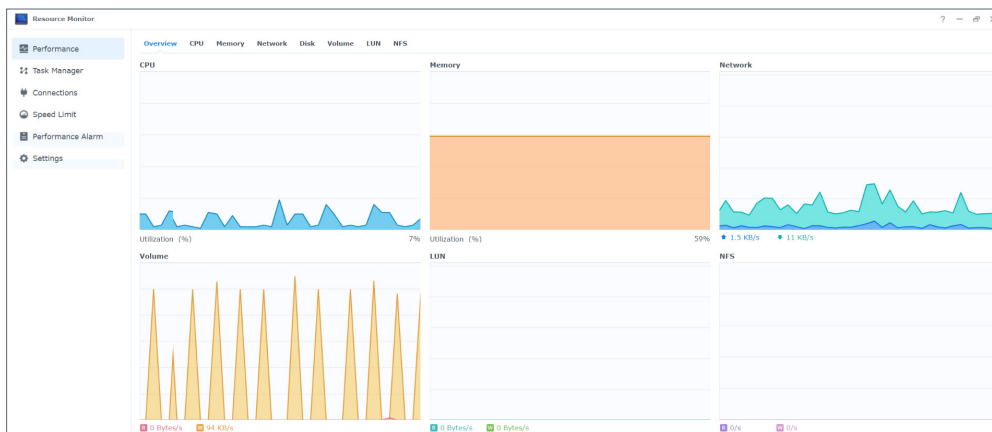 Resource Monitor
?
Performance
Task Manager
Connections
Speed Limit
Performance Alarm
Settings
Overview CPU Memory Network Disk Volume LUN NFS
CPU
Utilization (%) 7%
Memory
Utilization (%) 59%
Network
1.5 KB/s 11 KB/s
Volume
R 0 Bytes/s W 94 KB/s
LUN
R 0 Bytes/s W 0 Bytes/s
NFS
R 0/s W 0/s